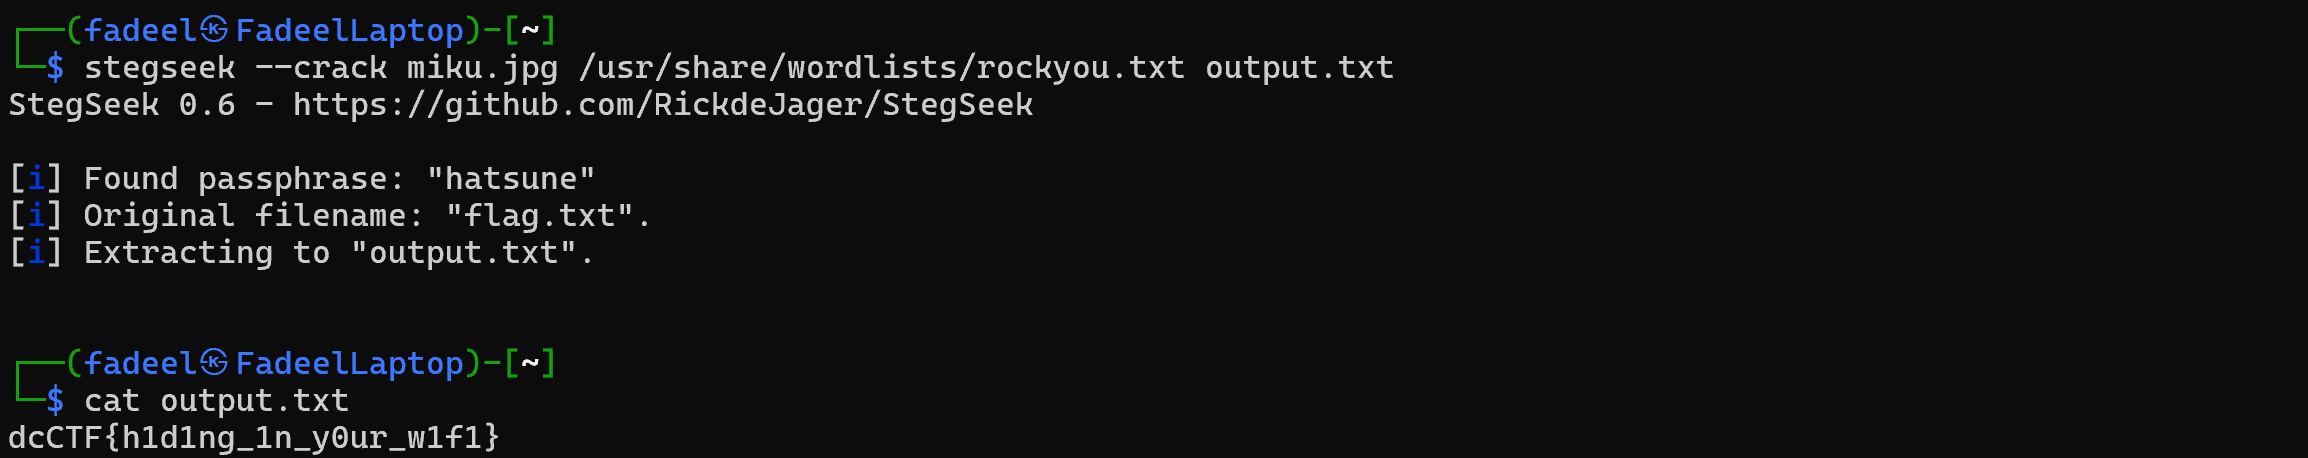 ┌──(fadeel㉿FadeelLaptop)-[~]
└─$ stegseek --crack miku.jpg /usr/share/wordlists/rockyou.txt output.txt
StegSeek 0.6 - https://github.com/RickdeJager/StegSeek
[i] Found passphrase: "hatsune"
[i] Original filename: "flag.txt".
[i] Extracting to "output.txt".
┌──(fadeel㉿FadeelLaptop)-[~]
└─$ cat output.txt
dcCTF{h1d1ng_1n_y0ur_w1f1}